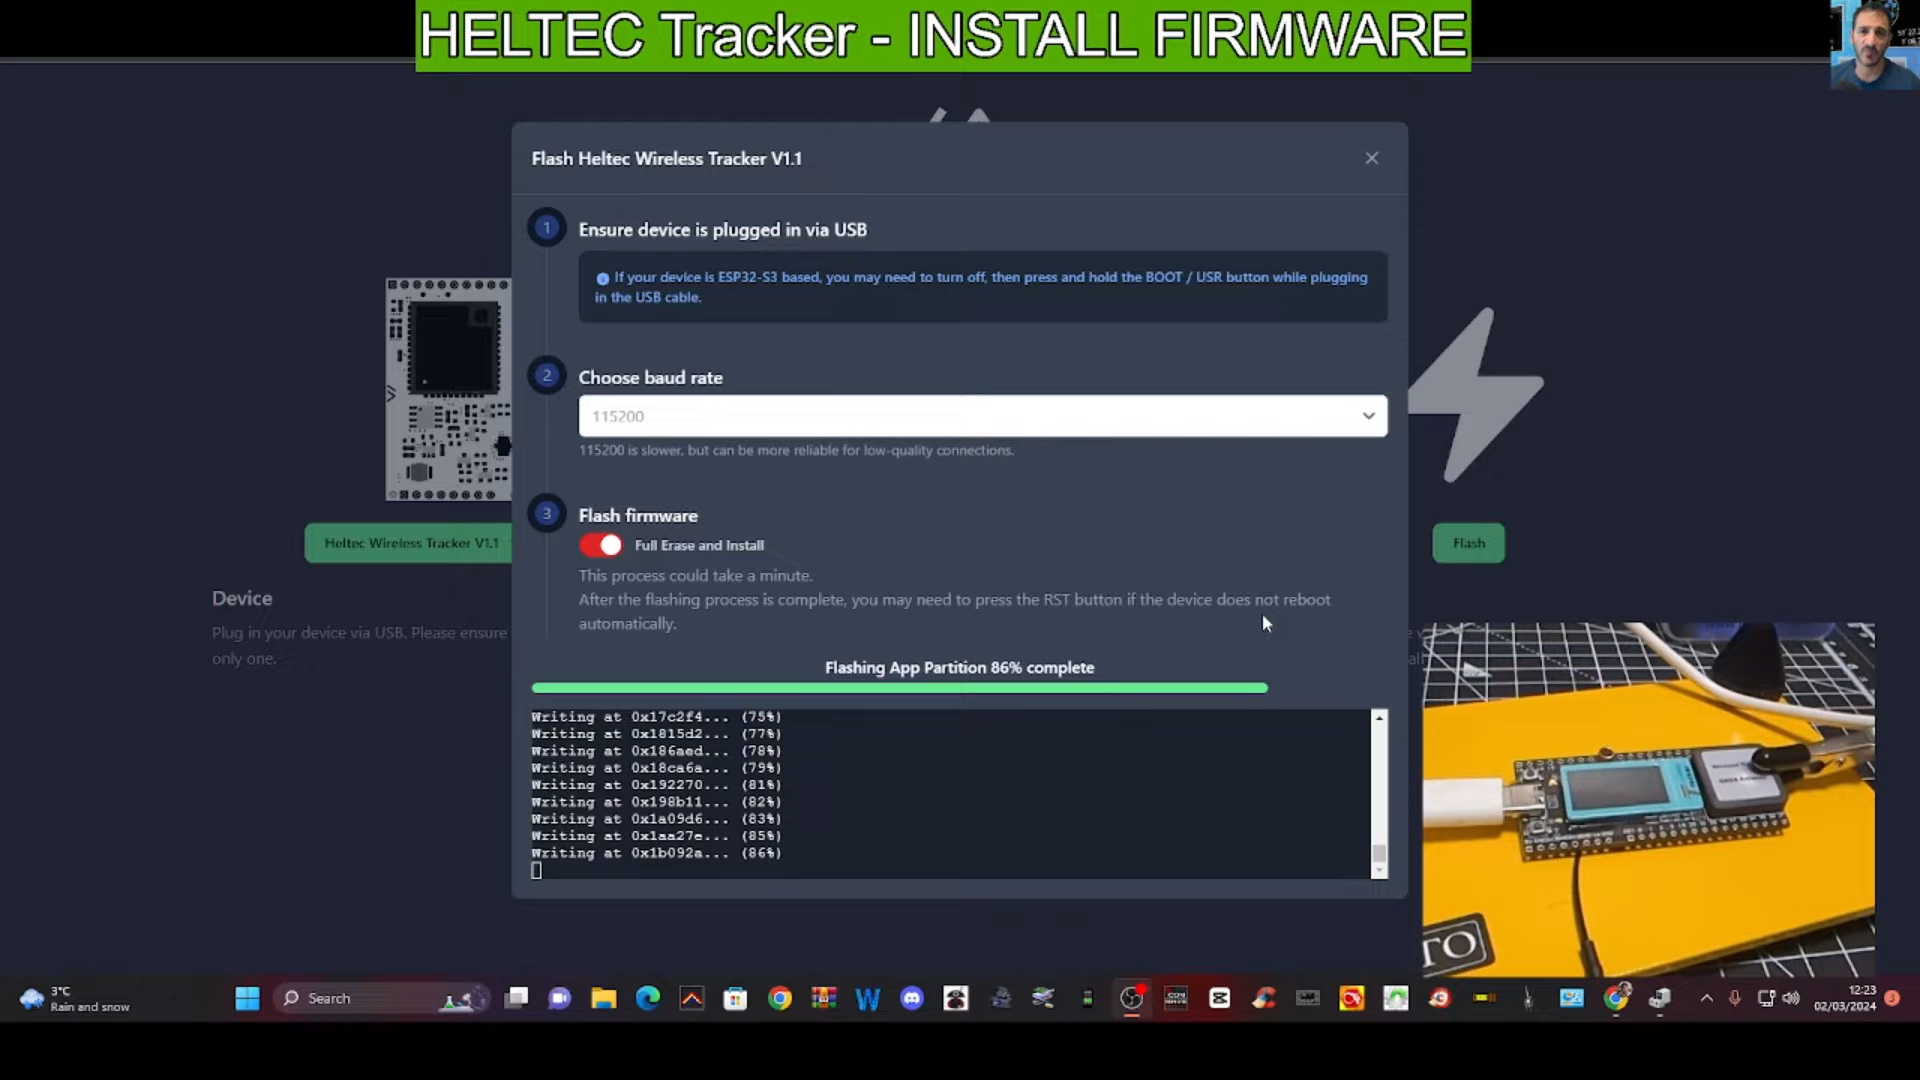 HELTEC Tracker - INSTALL FIRMWARE
Flash Heltec Wireless Tracker V1.1
1
Ensure device is plugged in via USB
If your device is ESP32-S3 based, you may need to turn off, then press and hold the BOOT / USR button while plugging
in the USB cable.
2
Choose baud rate
115200
115200 is slower, but can be more reliable for low-quality connections.
3
Flash firmware
Full Erase and Install
This process could take a minute.
After the flashing process is complete, you may need to press the RST button if the device does not reboot
automatically.
Flashing App Partition 86% complete
Writing at 0x17c2f4... (75%)
Writing at 0x1815d2... (77%)
Writing at 0x186aed... (78%)
Writing at 0x18ca6a... (79%)
Writing at 0x192270... (81%)
Writing at 0x198b11... (82%)
Writing at 0x1a09d6... (83%)
Writing at 0x1aa27e... (85%)
Writing at 0x1b092a... (86%)
Heltec Wireless Tracker V1.1
Device
Plug in your device via USB. Please ensure
only one.
Flash
TO
3°C
Rain and snow
Search
12:23
02/03/2024